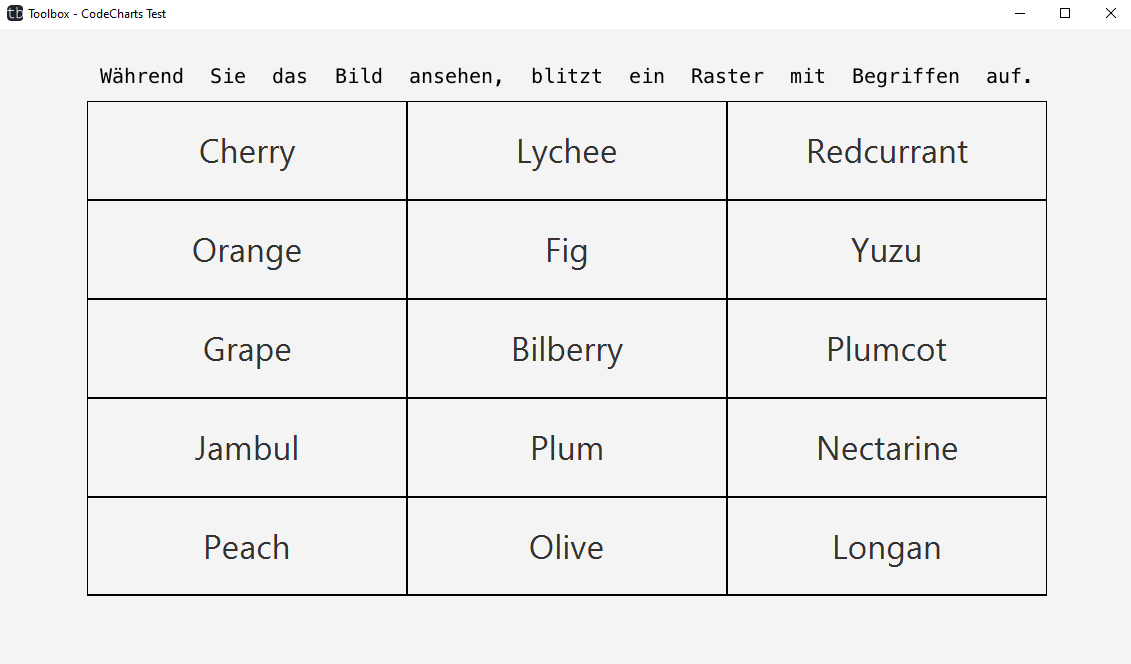 tb Toolbox - CodeCharts Test
Während Sie das Bild ansehen, blitzt ein Raster mit Begriffen auf.
Cherry Lychee Redcurrant
Orange Fig Yuzu
Grape Bilberry Plumcot
Jambul Plum Nectarine
Peach Olive Longan